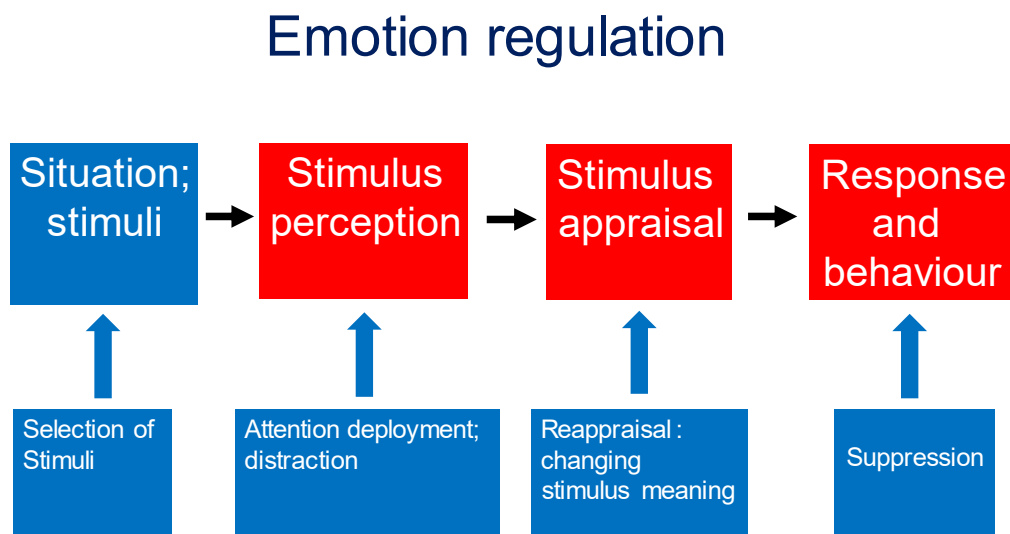 Emotion regulation
Situation;
stimuli
Stimulus
perception
Stimulus
appraisal
Response
and
behaviour
Selection of
Stimuli
Attention deployment;
distraction
Reappraisal :
changing
stimulus meaning
Suppression